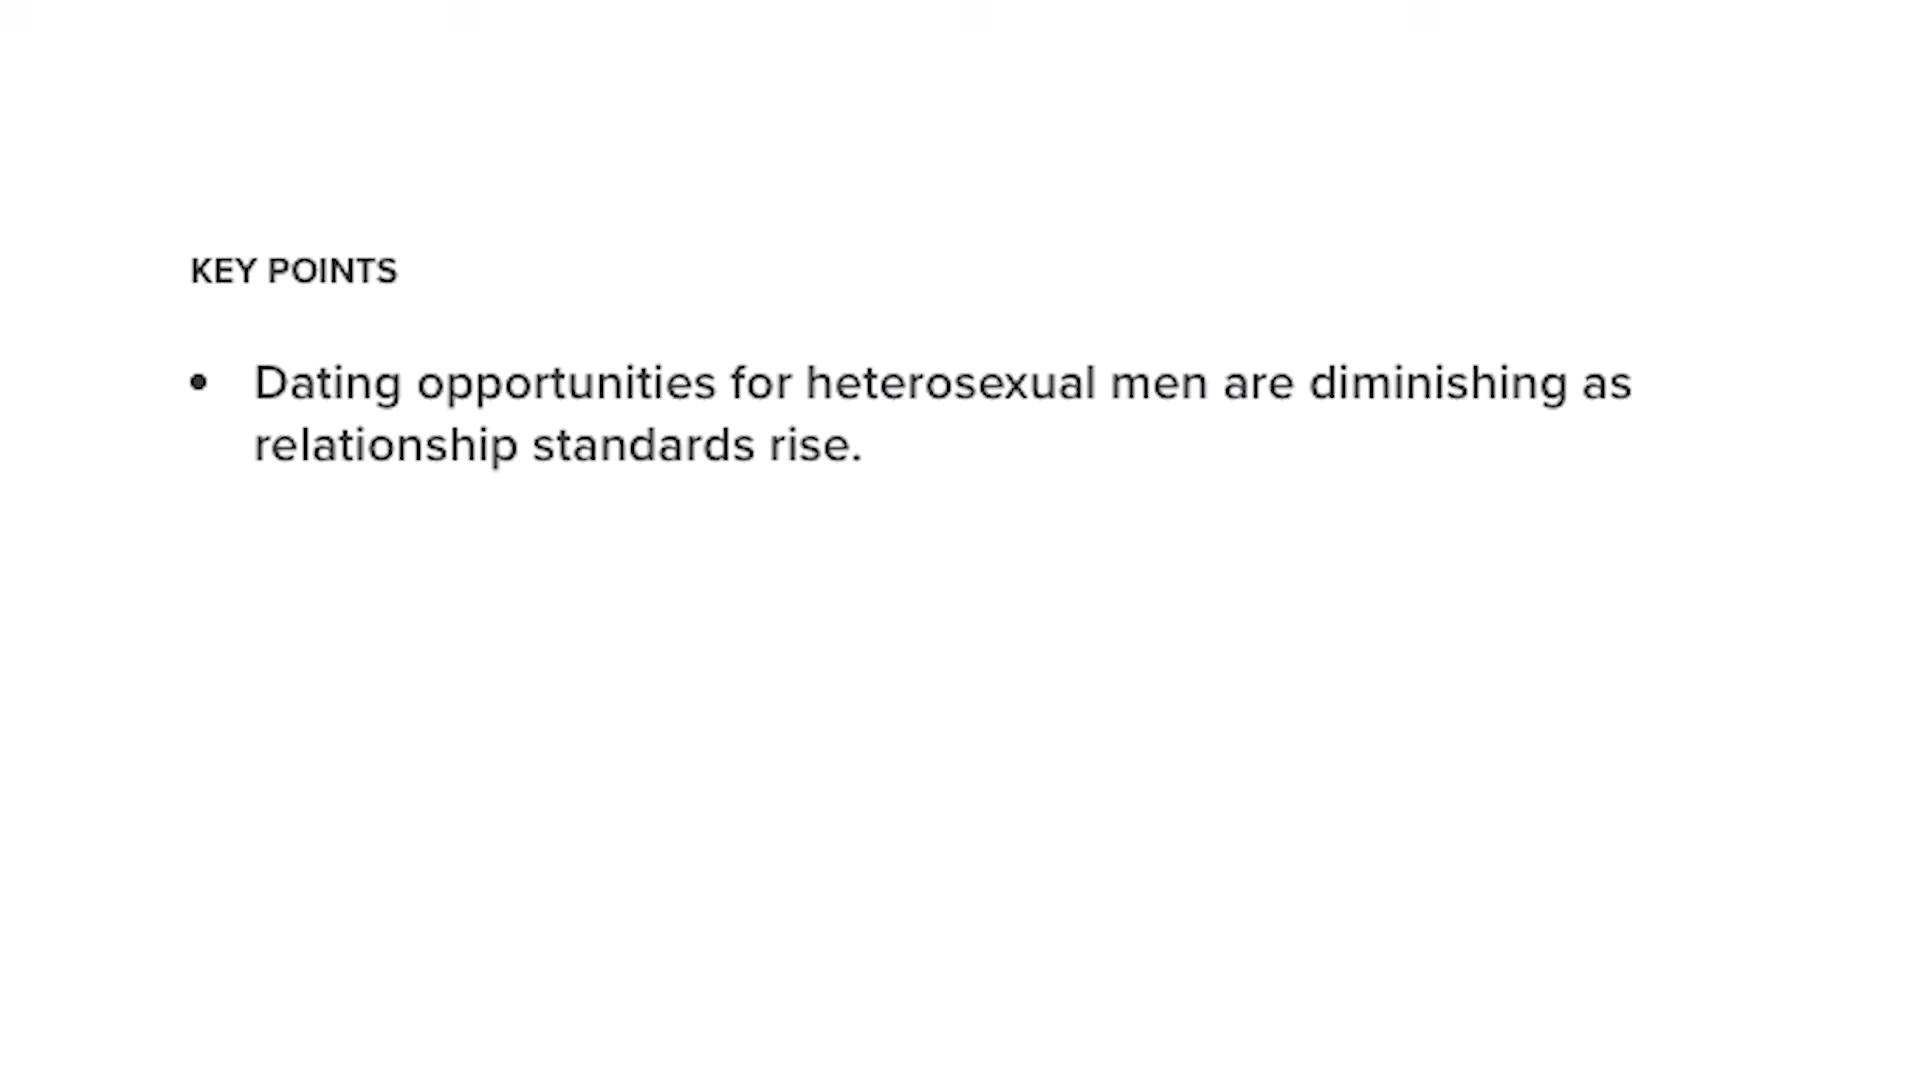 KEY POINTS
• Dating opportunities for heterosexual men are diminishing as
relationship standards rise.